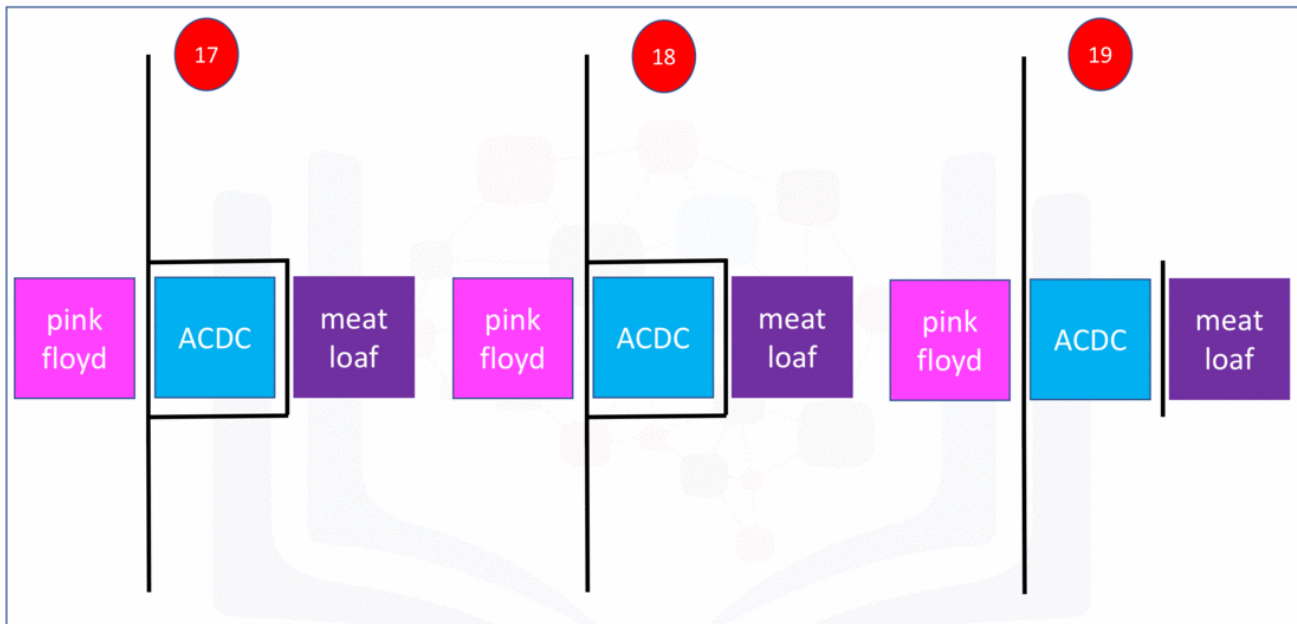 17
18
19
pink
floyd
ACDC
meat
loaf
pink
floyd
ACDC
meat
loaf
pink
floyd
ACDC
meat
loaf